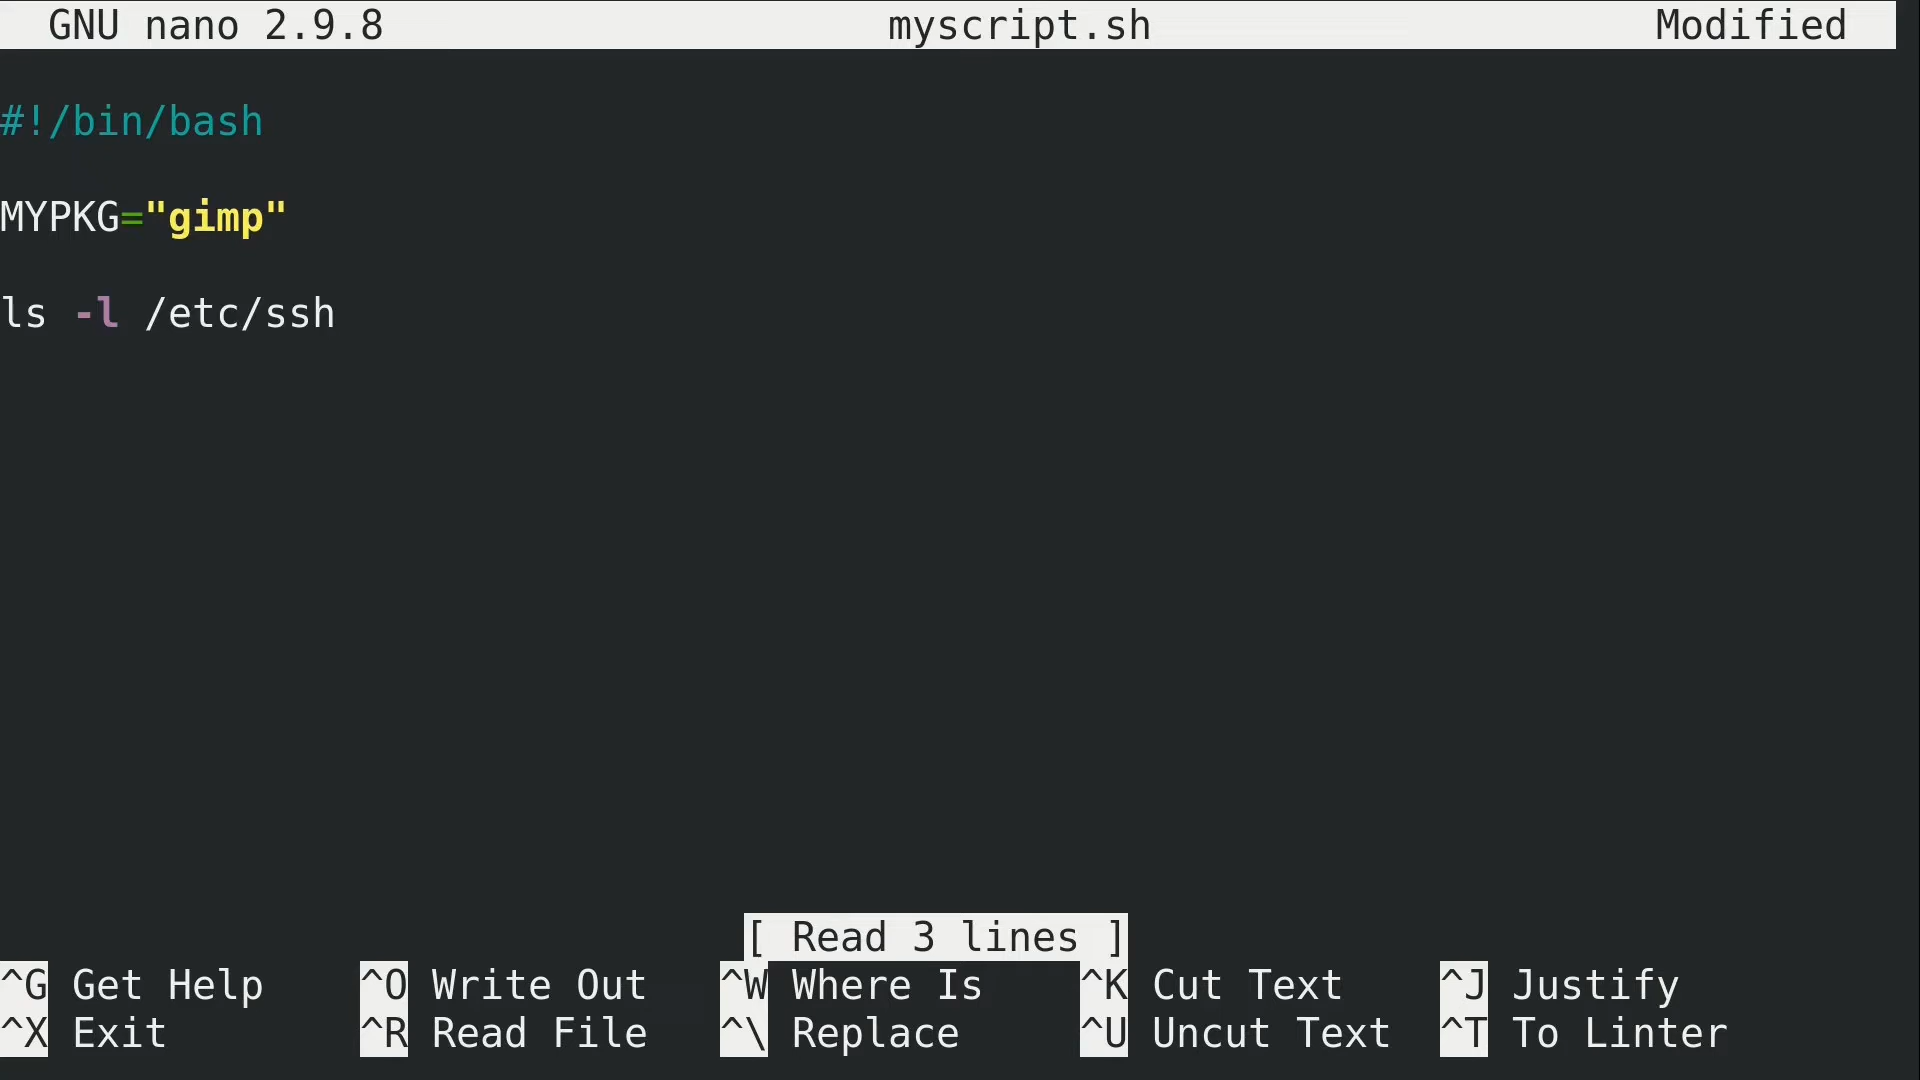 GNU nano 2.9.8 myscript.sh Modified
#!/bin/bash
MYPKG="gimp"
ls -l /etc/ssh
[ Read 3 lines ]
^G Get Help ^O Write Out ^W Where Is ^K Cut Text ^J Justify
^X Exit ^R Read File ^\ Replace ^U Uncut Text ^T To Linter